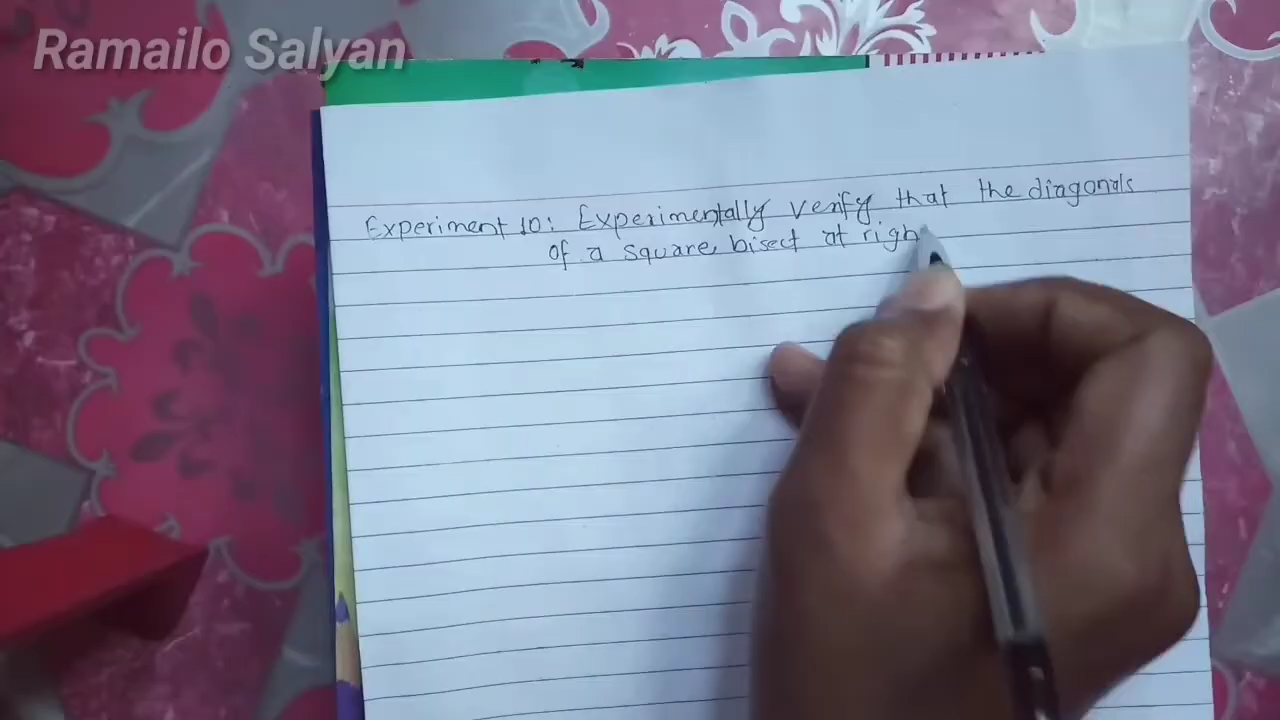 Ramailo Salyan
Experiment 10: Experimentally verify that the diagonals
of a square bisect at righ